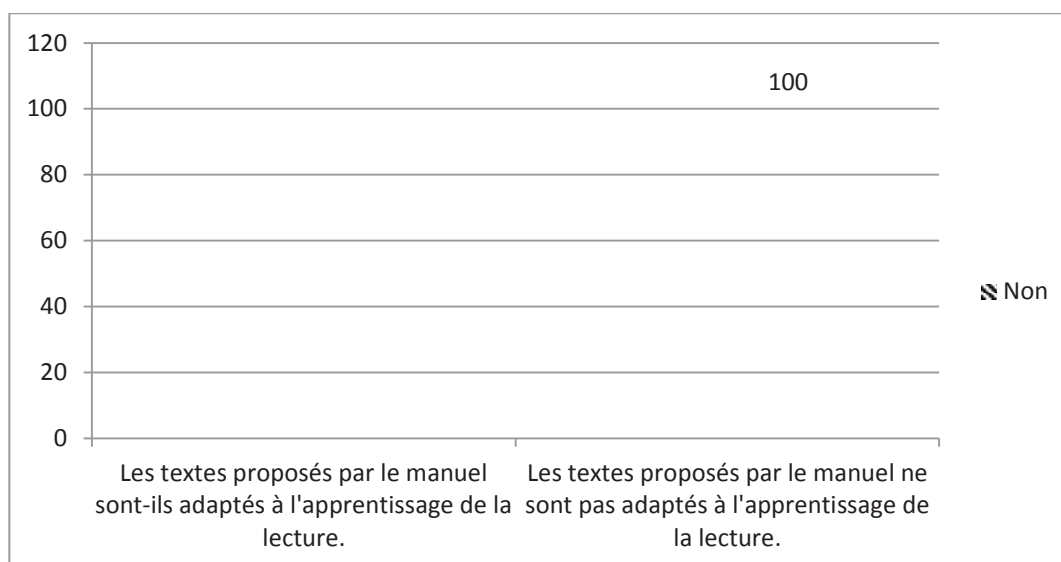 120
100
100
80
60
40
20
0
Non
Les textes proposés par le manuel
sont-ils adaptés à l'apprentissage de la
lecture.
Les textes proposés par le manuel ne
sont pas adaptés à l'apprentissage de
la lecture.